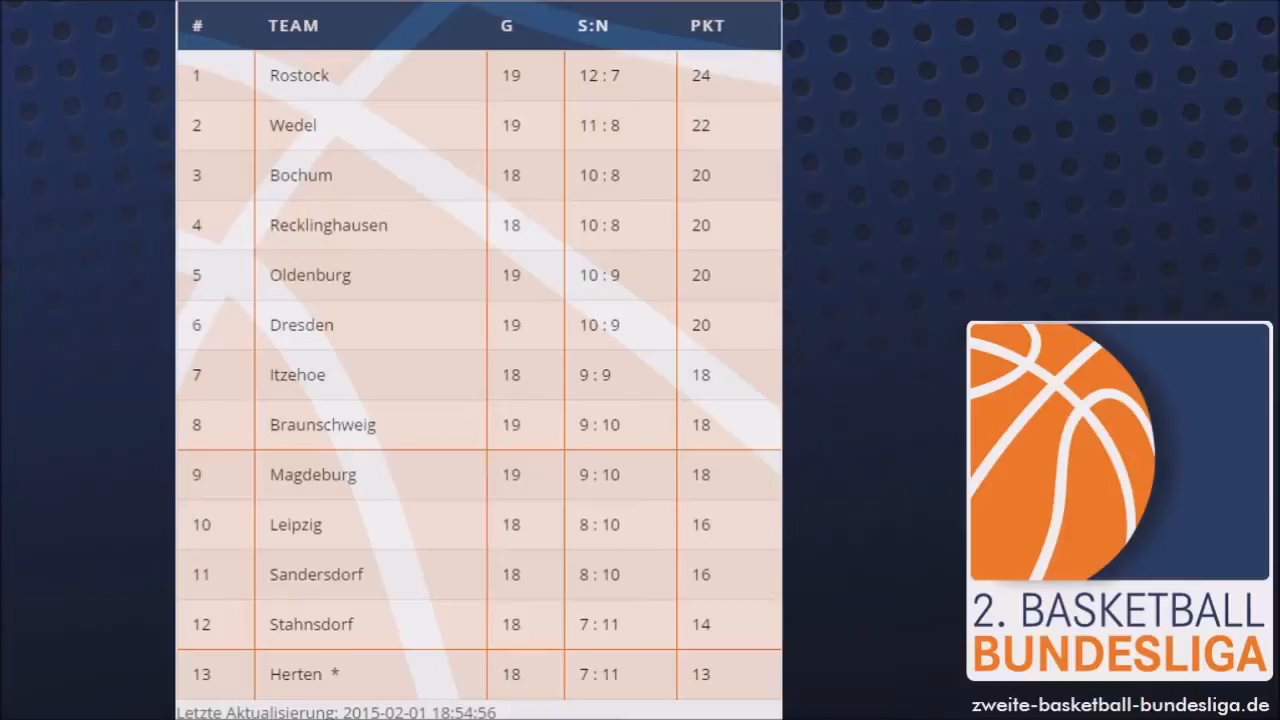 # TEAM G S:N PKT
1 Rostock 19 12 : 7 24
2 Wedel 19 11 : 8 22
3 Bochum 18 10 : 8 20
4 Recklinghausen 18 10 : 8 20
5 Oldenburg 19 10 : 9 20
6 Dresden 19 10 : 9 20
7 Itzehoe 18 9 : 9 18
8 Braunschweig 19 9 : 10 18
9 Magdeburg 19 9 : 10 18
10 Leipzig 18 8 : 10 16
11 Sandersdorf 18 8 : 10 16
12 Stahnsdorf 18 7 : 11 14
13 Herten * 18 7 : 11 13
Letzte Aktualisierung: 2015-02-01 18:54:56
2. BASKETBALL
BUNDESLIGA
zweite-basketball-bundesliga.de